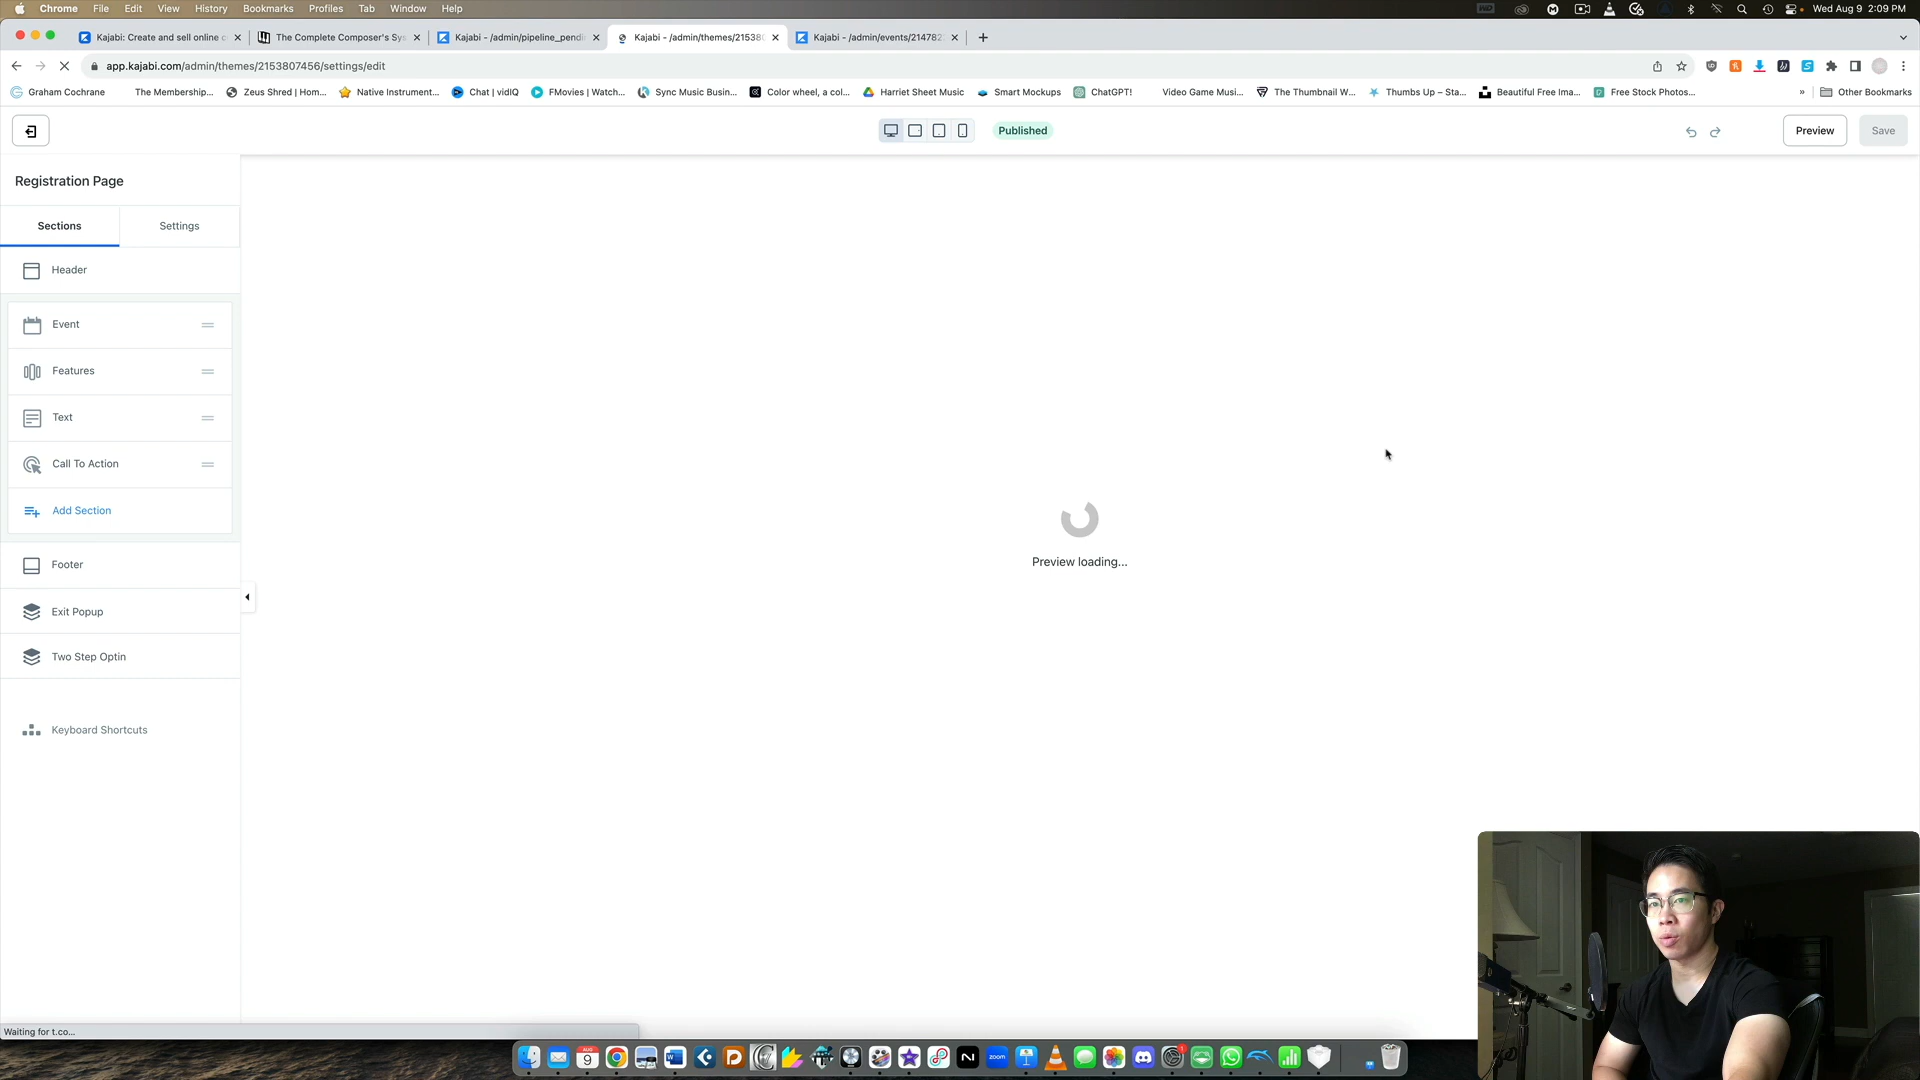 Chrome File Edit View History Bookmarks Profiles Tab Window Help
Wed Aug 9 2:09 PM
Kajabi: Create and sell online c
The Complete Composer's Sys
Kajabi - /admin/pipeline_pendi
Kajabi - /admin/themes/21538
Kajabi - /admin/events/214782
app.kajabi.com/admin/themes/2153807456/settings/edit
Graham Cochrane
The Membership...
Zeus Shred | Hom...
Native Instrument...
Chat | vidIQ
FMovies | Watch...
Sync Music Busin...
Color wheel, a col...
Harriet Sheet Music
Smart Mockups
ChatGPT!
Video Game Musi...
The Thumbnail W...
Thumbs Up – Sta...
Beautiful Free Ima...
Free Stock Photos...
»
Other Bookmarks
Published
Preview
Save
Registration Page
Sections
Settings
Header
Event
Features
Text
Call To Action
Add Section
Footer
Exit Popup
Two Step Optin
Keyboard Shortcuts
Preview loading...
Waiting for t.co...
AUG
9
zoom